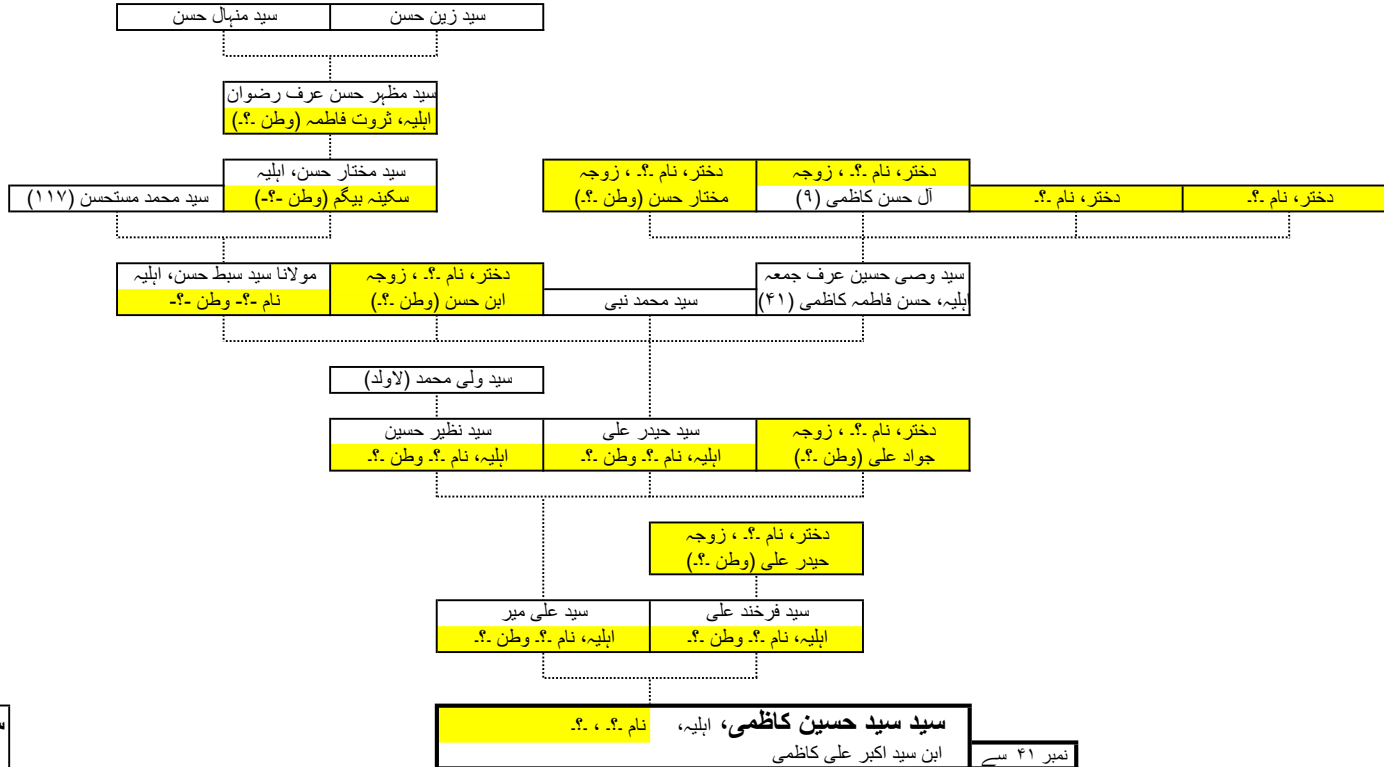 سید زین حسن
سید منہال حسن
سید مظہر حسن عرف رضوان
اہلیہ، ثروت فاطمہ (وطن ۔؟۔)
دختر، نام ۔؟۔ ، زوجہ
دختر، نام ۔؟۔ ، زوجہ
سید مختار حسن، اہلیہ
دختر، نام ۔؟۔
دختر، نام ۔؟۔
آل حسن کاظمی (۹)
مختار حسن (وطن ۔؟۔)
سکینہ بیگم (وطن -؟-)
سید محمد مستحسن (۱۱۷)
سید وصی حسین عرف جمعہ
دختر، نام ۔؟۔ ، زوجہ
مولانا سید سبط حسن، اہلیہ
اہلیہ، حسن فاطمہ کاظمی (۴۱)
سید محمد نبی
ابن حسن (وطن ۔؟۔)
نام -؟- وطن -؟-
سید ولی محمد (لاولد)
دختر، نام ۔؟۔ ، زوجہ
سید حیدر علی
سید نظیر حسین
جواد علی (وطن ۔؟۔)
اہلیہ، نام ۔؟۔ وطن ۔؟۔
اہلیہ، نام ۔؟۔ وطن ۔؟۔
دختر، نام ۔؟۔ ، زوجہ
حیدر علی (وطن ۔؟۔)
سید فرخند علی
سید علی میر
اہلیہ، نام ۔؟۔ وطن ۔؟۔
اہلیہ، نام ۔؟۔ وطن ۔؟۔
سید سید حسین کاظمی، اہلیہ، نام ۔؟۔ ، ۔؟۔
ابن سید اکبر علی کاظمی
نمبر ۴۱ سے